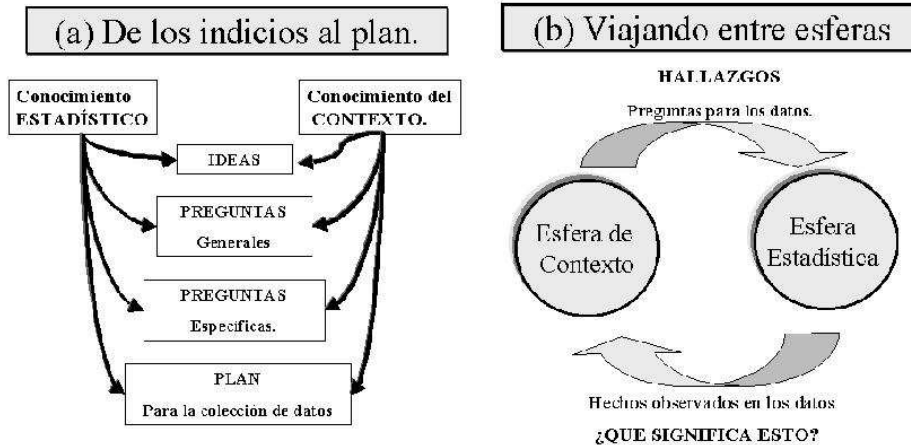 (a) De los indicios al plan.
Conocimiento
ESTADÍSTICO
Conocimiento del
CONTEXTO.
IDEAS
PREGUNTAS
Generales
PREGUNTAS
Específicas.
PLAN
Para la colección de datos
(b) Viajando entre esferas
HALLAZGOS
Preguntas para los datos.
Esfera de
Contexto
Esfera
Estadística
Hechos observados en los datos
¿QUE SIGNIFICA ESTO?